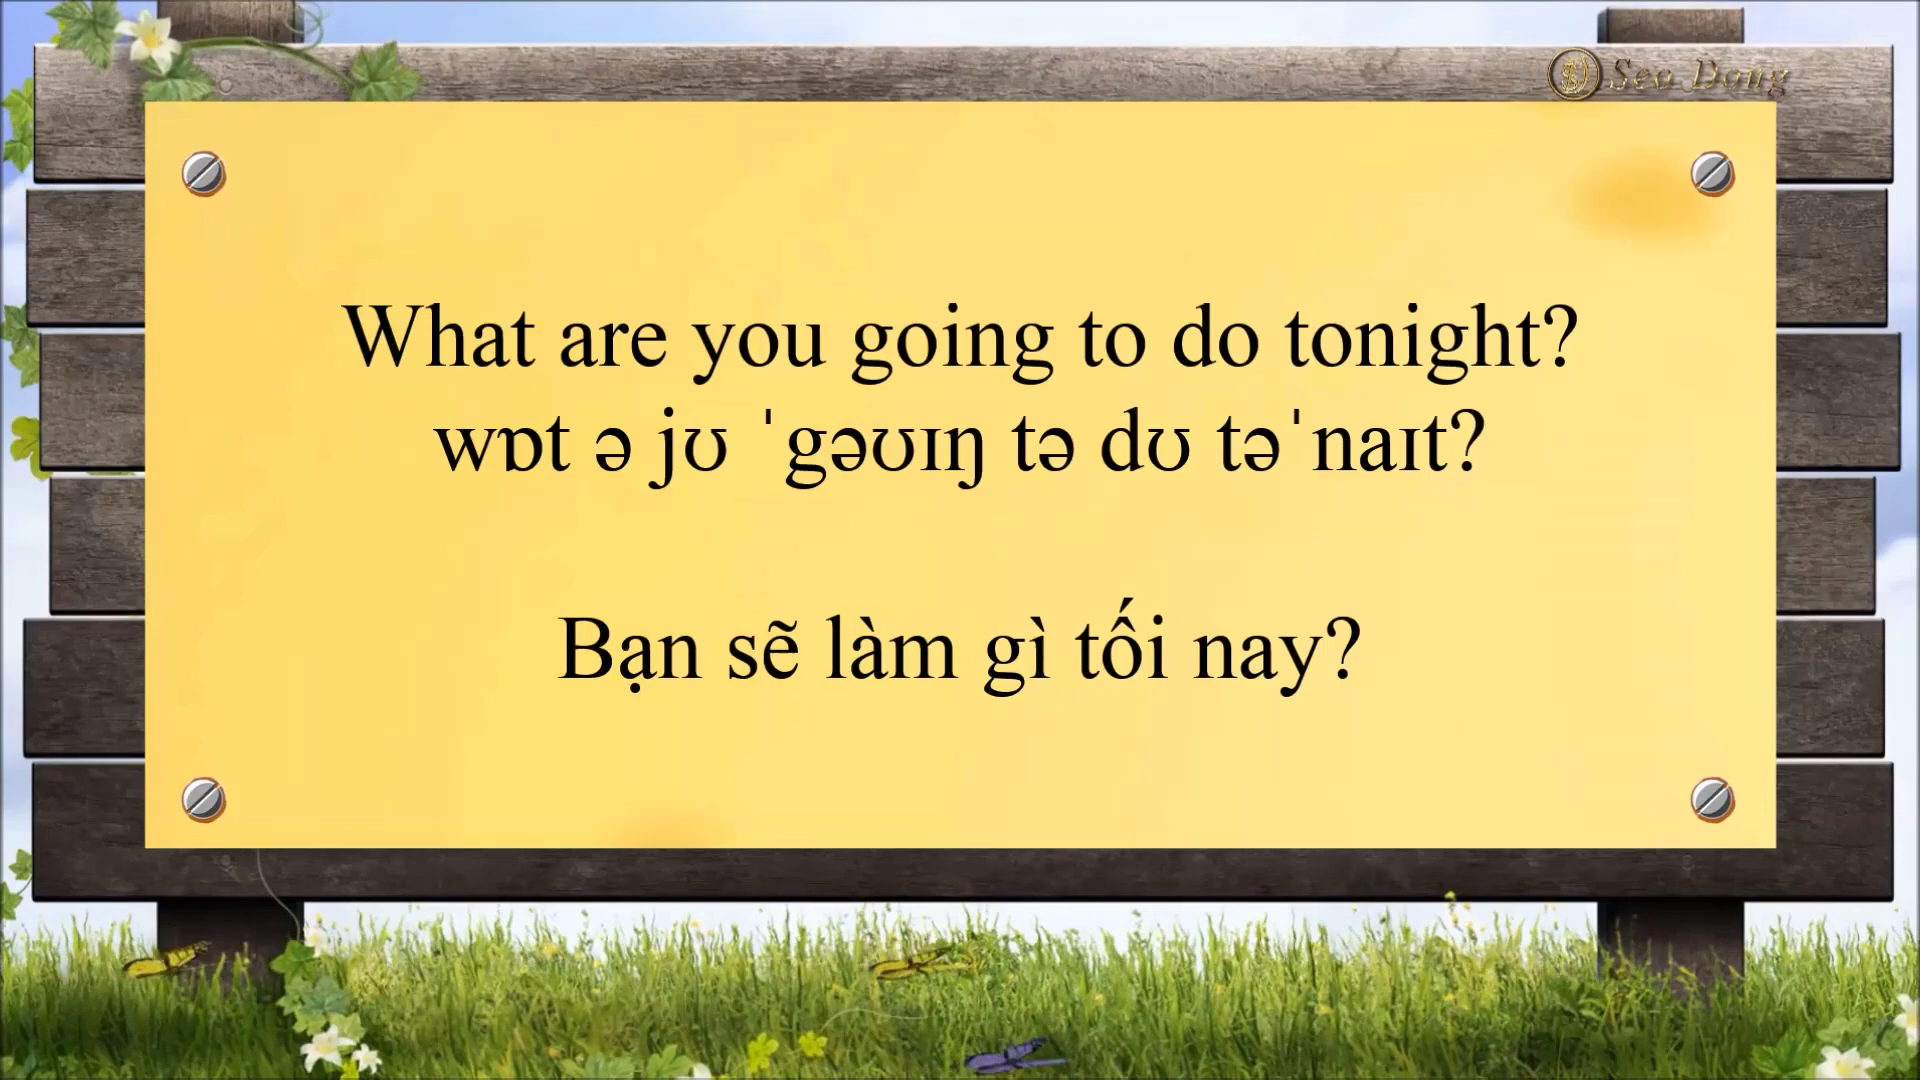 Seo Dong
What are you going to do tonight?
wɒt ə jʊ ˈgəʊɪŋ tə dʊ təˈnaɪt?
Bạn sẽ làm gì tối nay?